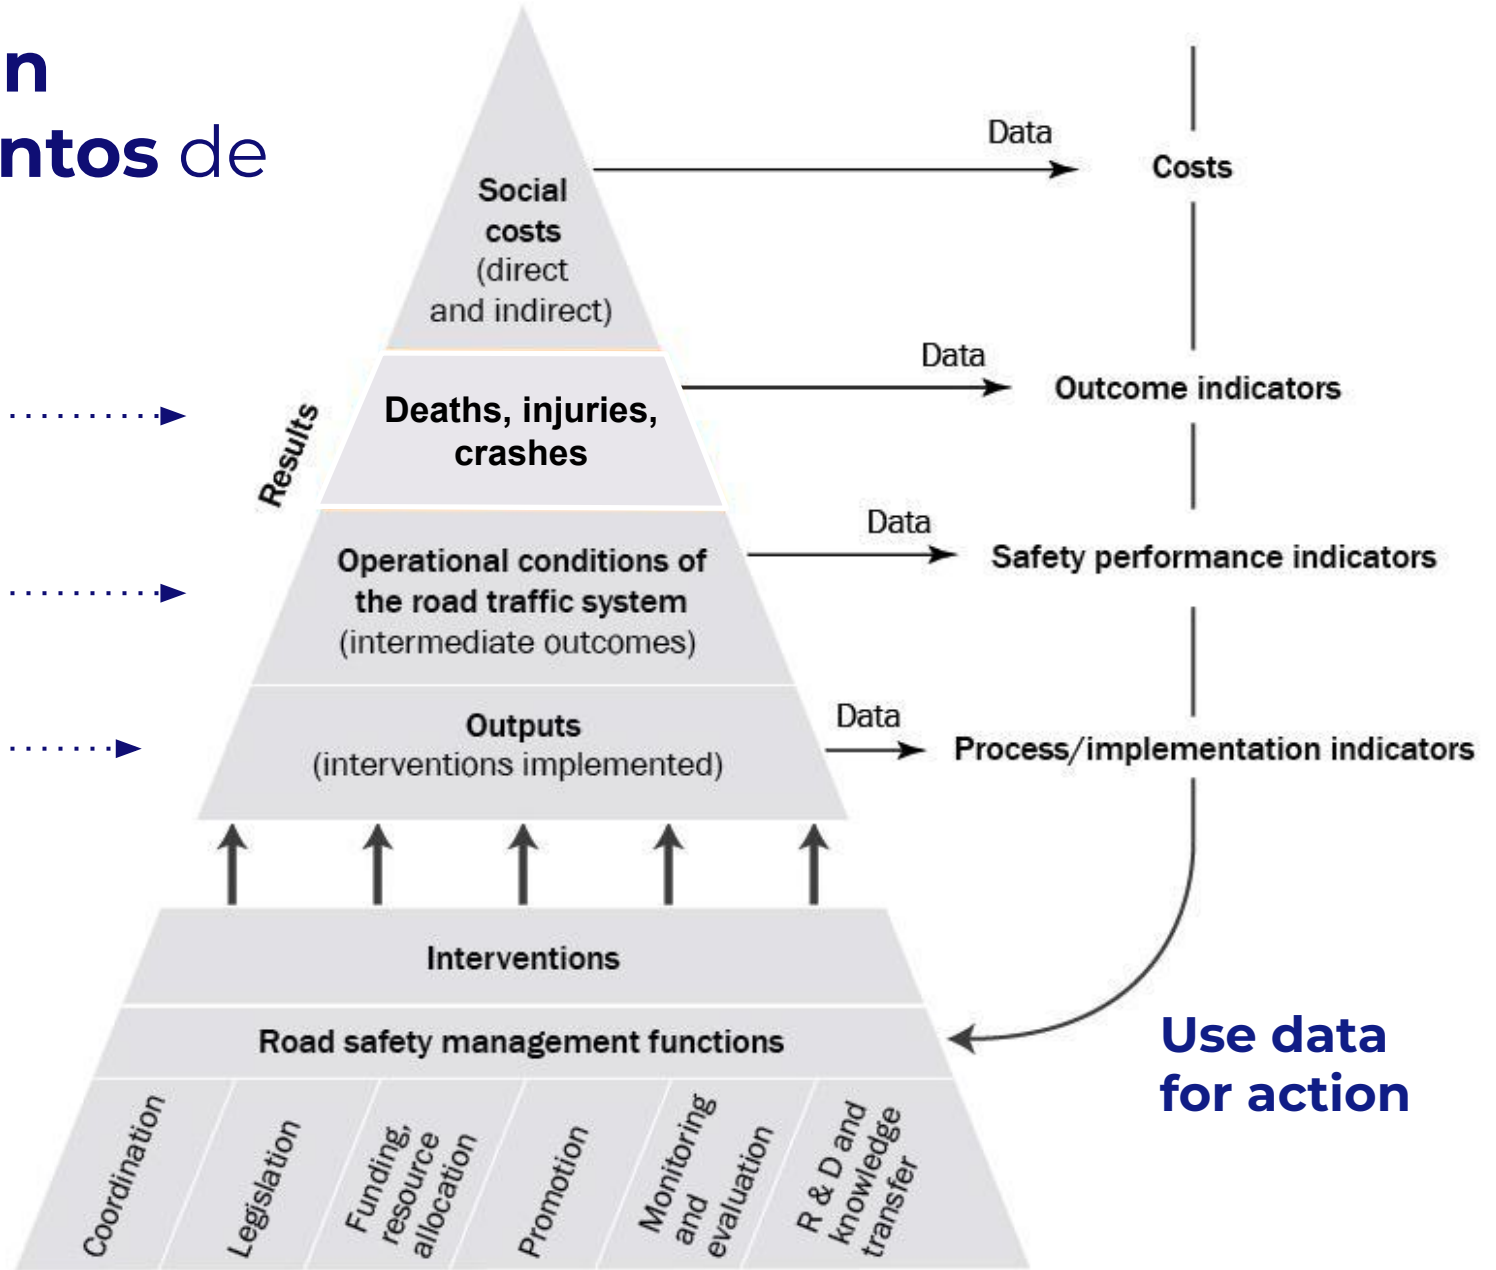 n
ntos de
Social
costs
(direct
and indirect)
Data
Costs
Results
Deaths, injuries,
crashes
Data
Outcome indicators
Operational conditions of
the road traffic system
(intermediate outcomes)
Data
Safety performance indicators
Outputs
(interventions implemented)
Data
Process/implementation indicators
Interventions
Road safety management functions
Use data
for action
Coordination
Legislation
Funding,
resource
allocation
Promotion
Monitoring
and
evaluation
R & D and
knowledge
transfer